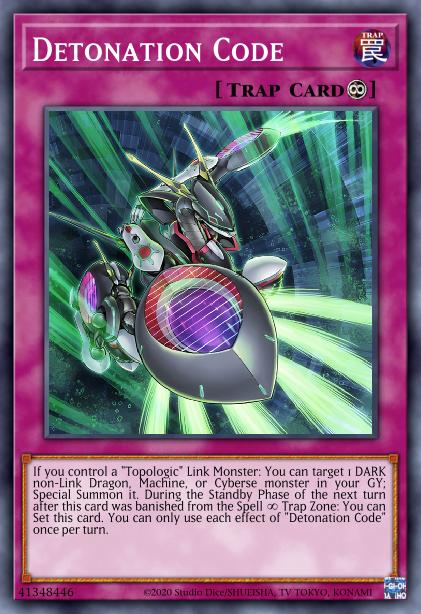 DETONATION CODE
TRAP
罠
[TRAP CARD∞]
If you control a "Topologic" Link Monster: You can target 1 DARK
non-Link Dragon, Machine, or Cyberse monster in your GY;
Special Summon it. During the Standby Phase of the next turn
after this card was banished from the Spell ∞ Trap Zone: You can
Set this card. You can only use each effect of "Detonation Code"
once per turn.
41348446 ©2020 Studio Dice/SHUEISHA, TV TOKYO, KONAMI